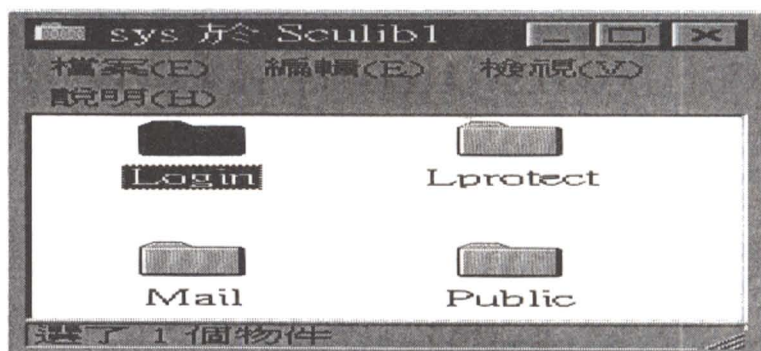 sys 於 Sculib1
檔案(F) 編輯(E) 檢視(V)
說明(H)
Login Lprotect
Mail Public
選了 1 個物件